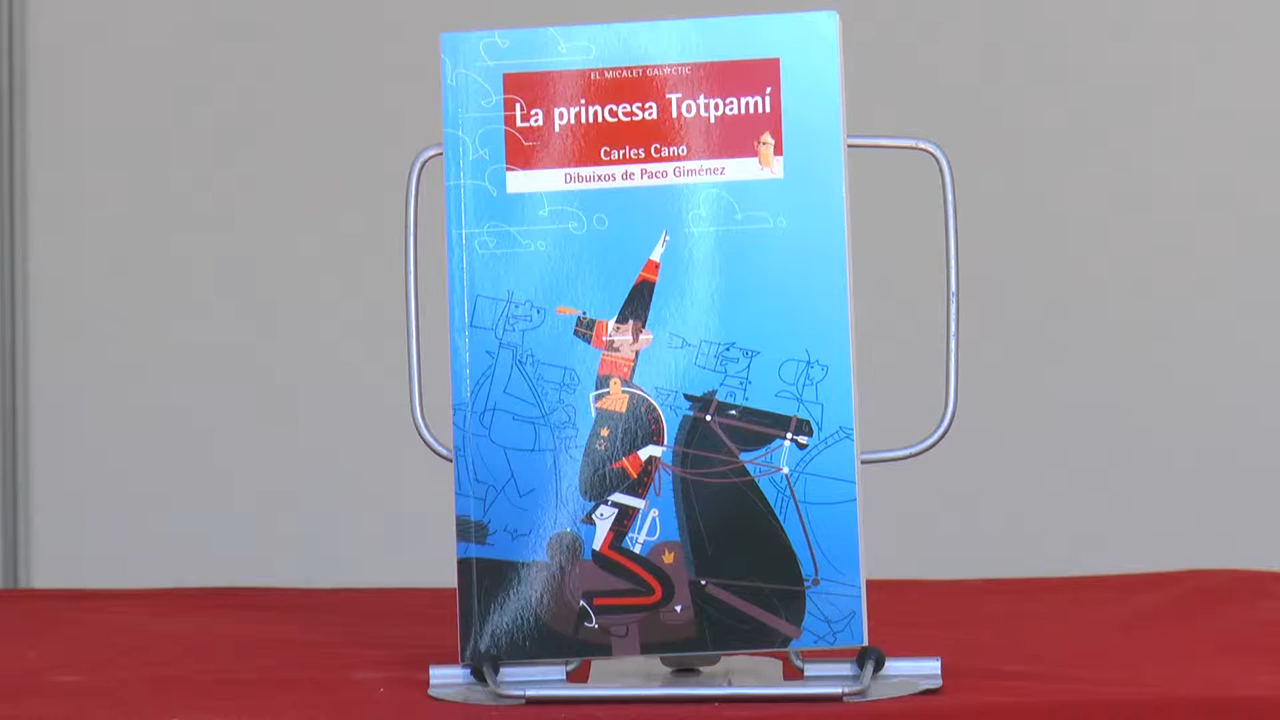 EL MICALET GALÀCTIC
La princesa Totpamí
Carles Cano
Dibuixos de Paco Giménez